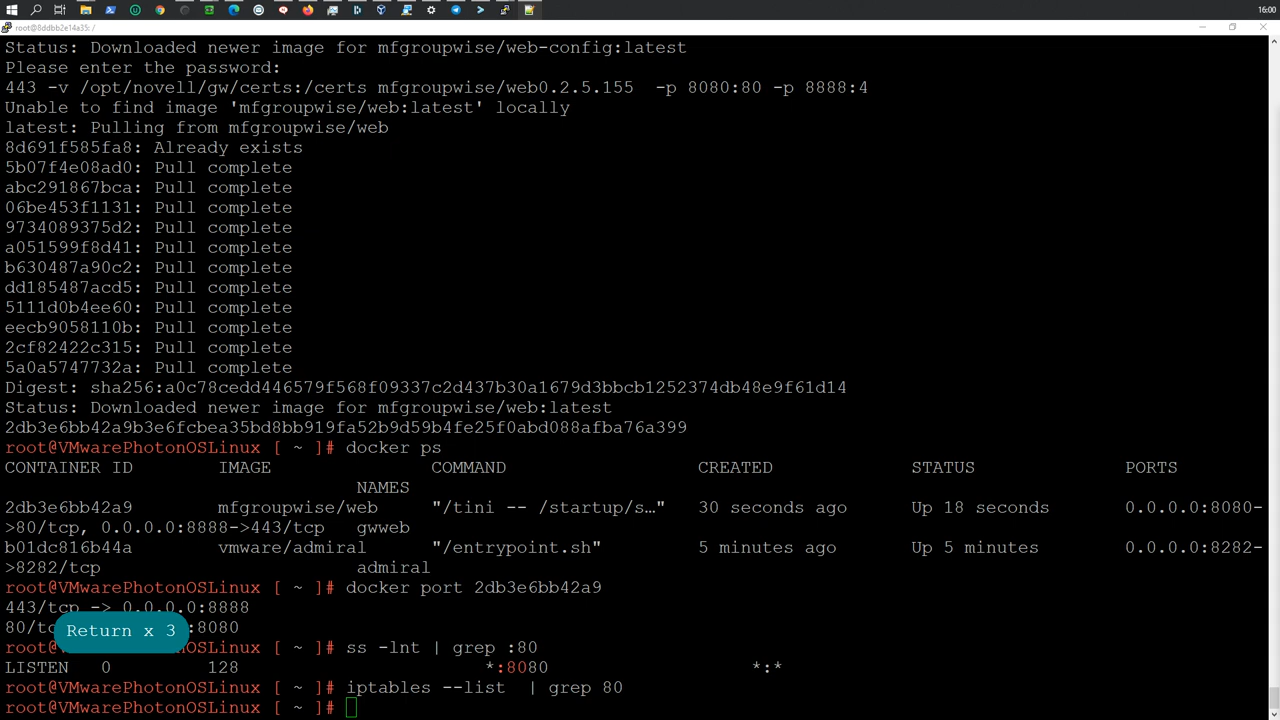 16:00
root@8ddbb2e14a35: /
Status: Downloaded newer image for mfgroupwise/web-config:latest
Please enter the password:
443 -v /opt/novell/gw/certs:/certs mfgroupwise/web0.2.5.155  -p 8080:80 -p 8888:4
Unable to find image 'mfgroupwise/web:latest' locally
latest: Pulling from mfgroupwise/web
8d691f585fa8: Already exists
5b07f4e08ad0: Pull complete
abc291867bca: Pull complete
06be453f1131: Pull complete
9734089375d2: Pull complete
a051599f8d41: Pull complete
b630487a90c2: Pull complete
dd185487acd5: Pull complete
5111d0b4ee60: Pull complete
eecb9058110b: Pull complete
2cf82422c315: Pull complete
5a0a5747732a: Pull complete
Digest: sha256:a0c78cedd446579f568f09337c2d437b30a1679d3bbcb1252374db48e9f61d14
Status: Downloaded newer image for mfgroupwise/web:latest
2db3e6bb42a9b3e6fcbea35bd8bb919fa52b9d59b4fe25f0abd088afba76a399
root@VMwarePhotonOSLinux [ ~ ]# docker ps
CONTAINER ID        IMAGE               COMMAND                  CREATED             STATUS              PORTS
NAMES
2db3e6bb42a9        mfgroupwise/web     "/tini -- /startup/s…"   30 seconds ago      Up 18 seconds       0.0.0.0:8080-
>80/tcp, 0.0.0.0:8888->443/tcp   gwweb
b01dc816b44a        vmware/admiral      "/entrypoint.sh"         5 minutes ago       Up 5 minutes        0.0.0.0:8282-
>8282/tcp                        admiral
root@VMwarePhotonOSLinux [ ~ ]# docker port 2db3e6bb42a9
443/tcp -> 0.0.0.0:8888
80/tc :8080
Return x 3
root@ [ ~ ]# ss -lnt | grep :80
LISTEN   0         128                       *:8080                   *:*
root@VMwarePhotonOSLinux [ ~ ]# iptables --list  | grep 80
root@VMwarePhotonOSLinux [ ~ ]#